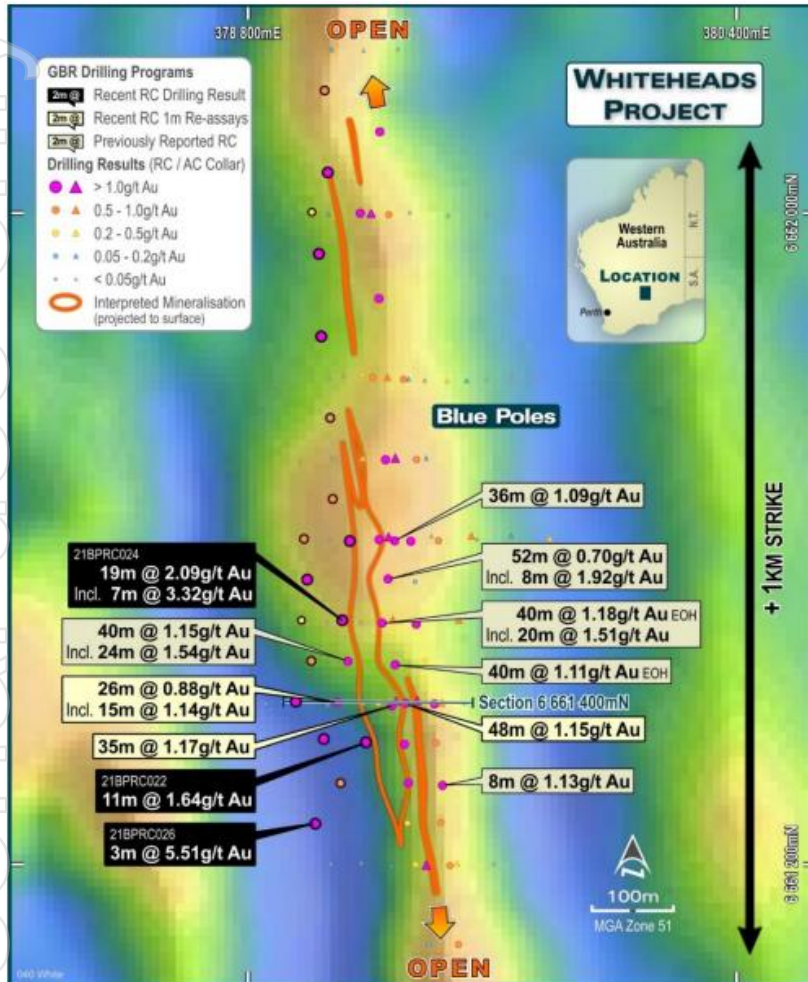 378 800mE
OPEN
380 400mE
GBR Drilling Programs
2m @ Recent RC Drilling Result
2m @ Recent RC 1m Re-assays
2m @ Previously Reported RC
Drilling Results (RC / AC Collar)
> 1.0g/t Au
0.5 - 1.0g/t Au
0.2 - 0.5g/t Au
0.05 - 0.2g/t Au
< 0.05g/t Au
Interpreted Mineralisation
(projected to surface)
WHITEHEADS
PROJECT
Western
Australia
N.T.
S.A.
LOCATION
Perth
6 662 000mN
Blue Poles
+ 1KM STRIKE
36m @ 1.09g/t Au
21BPRC024
19m @ 2.09g/t Au
Incl. 7m @ 3.32g/t Au
52m @ 0.70g/t Au
Incl. 8m @ 1.92g/t Au
40m @ 1.15g/t Au
Incl. 24m @ 1.54g/t Au
40m @ 1.18g/t Au EOH
Incl. 20m @ 1.51g/t Au
40m @ 1.11g/t Au EOH
26m @ 0.88g/t Au
Incl. 15m @ 1.14g/t Au
Section 6 661 400mN
35m @ 1.17g/t Au
48m @ 1.15g/t Au
21BPRC022
11m @ 1.64g/t Au
8m @ 1.13g/t Au
21BPRC026
3m @ 5.51g/t Au
6 661 200mN
N
100m
MGA Zone 51
OPEN
040 White